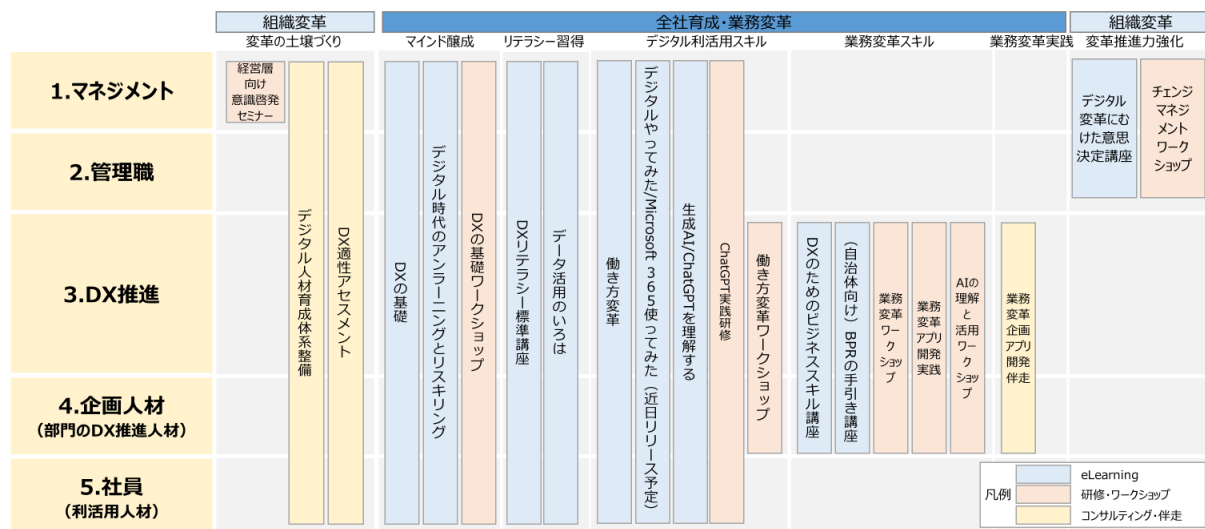 組織変革
全社育成・業務変革
組織変革
変革の土壌づくり
マインド醸成
リテラシー習得
デジタル利活用スキル
業務変革スキル
業務変革実践
変革推進力強化
1.マネジメント
2.管理職
3.DX推進
4.企画人材
（部門のDX推進人材）
5.社員
（利活用人材）
経営層
向け
意識啓発
セミナー
デジタル人材育成体系整備
DX適性アセスメント
DXの基礎
デジタル時代のアンラーニングとリスキリング
DXの基礎ワークショップ
DXリテラシー標準講座
データ活用のいろは
働き方変革
デジタルやってみた/Microsoft 365使ってみた（近日リリース予定）
生成AI/ChatGPTを理解する
ChatGPT実践研修
働き方変革ワークショップ
DXのためのビジネススキル講座
（自治体向け）BPRの手引き講座
業務
変革
ワーク
ショップ
業務
変革
アプリ
開発
実践
AIの
理解と
活用
ワーク
ショップ
業務
変革
企画
アプリ
開発
伴走
デジタル
変革にむ
けた意思
決定講座
チェンジ
マネジ
メント
ワーク
ショップ
凡例
eLearning
研修・ワークショップ
コンサルティング・伴走